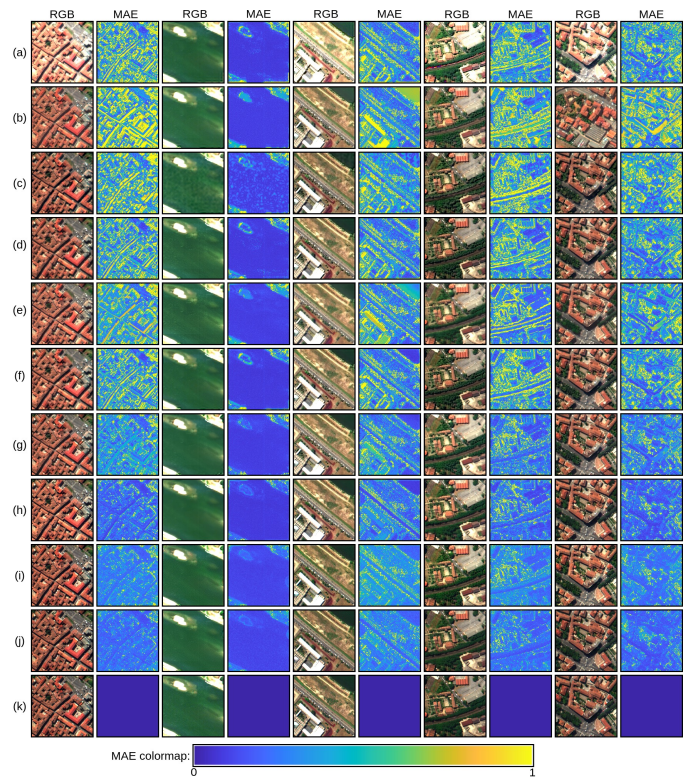 RGB MAE RGB MAE RGB MAE RGB MAE RGB MAE
(a)
(b)
(c)
(d)
(e)
(f)
(g)
(h)
(i)
(j)
(k)
MAE colormap:
0 1